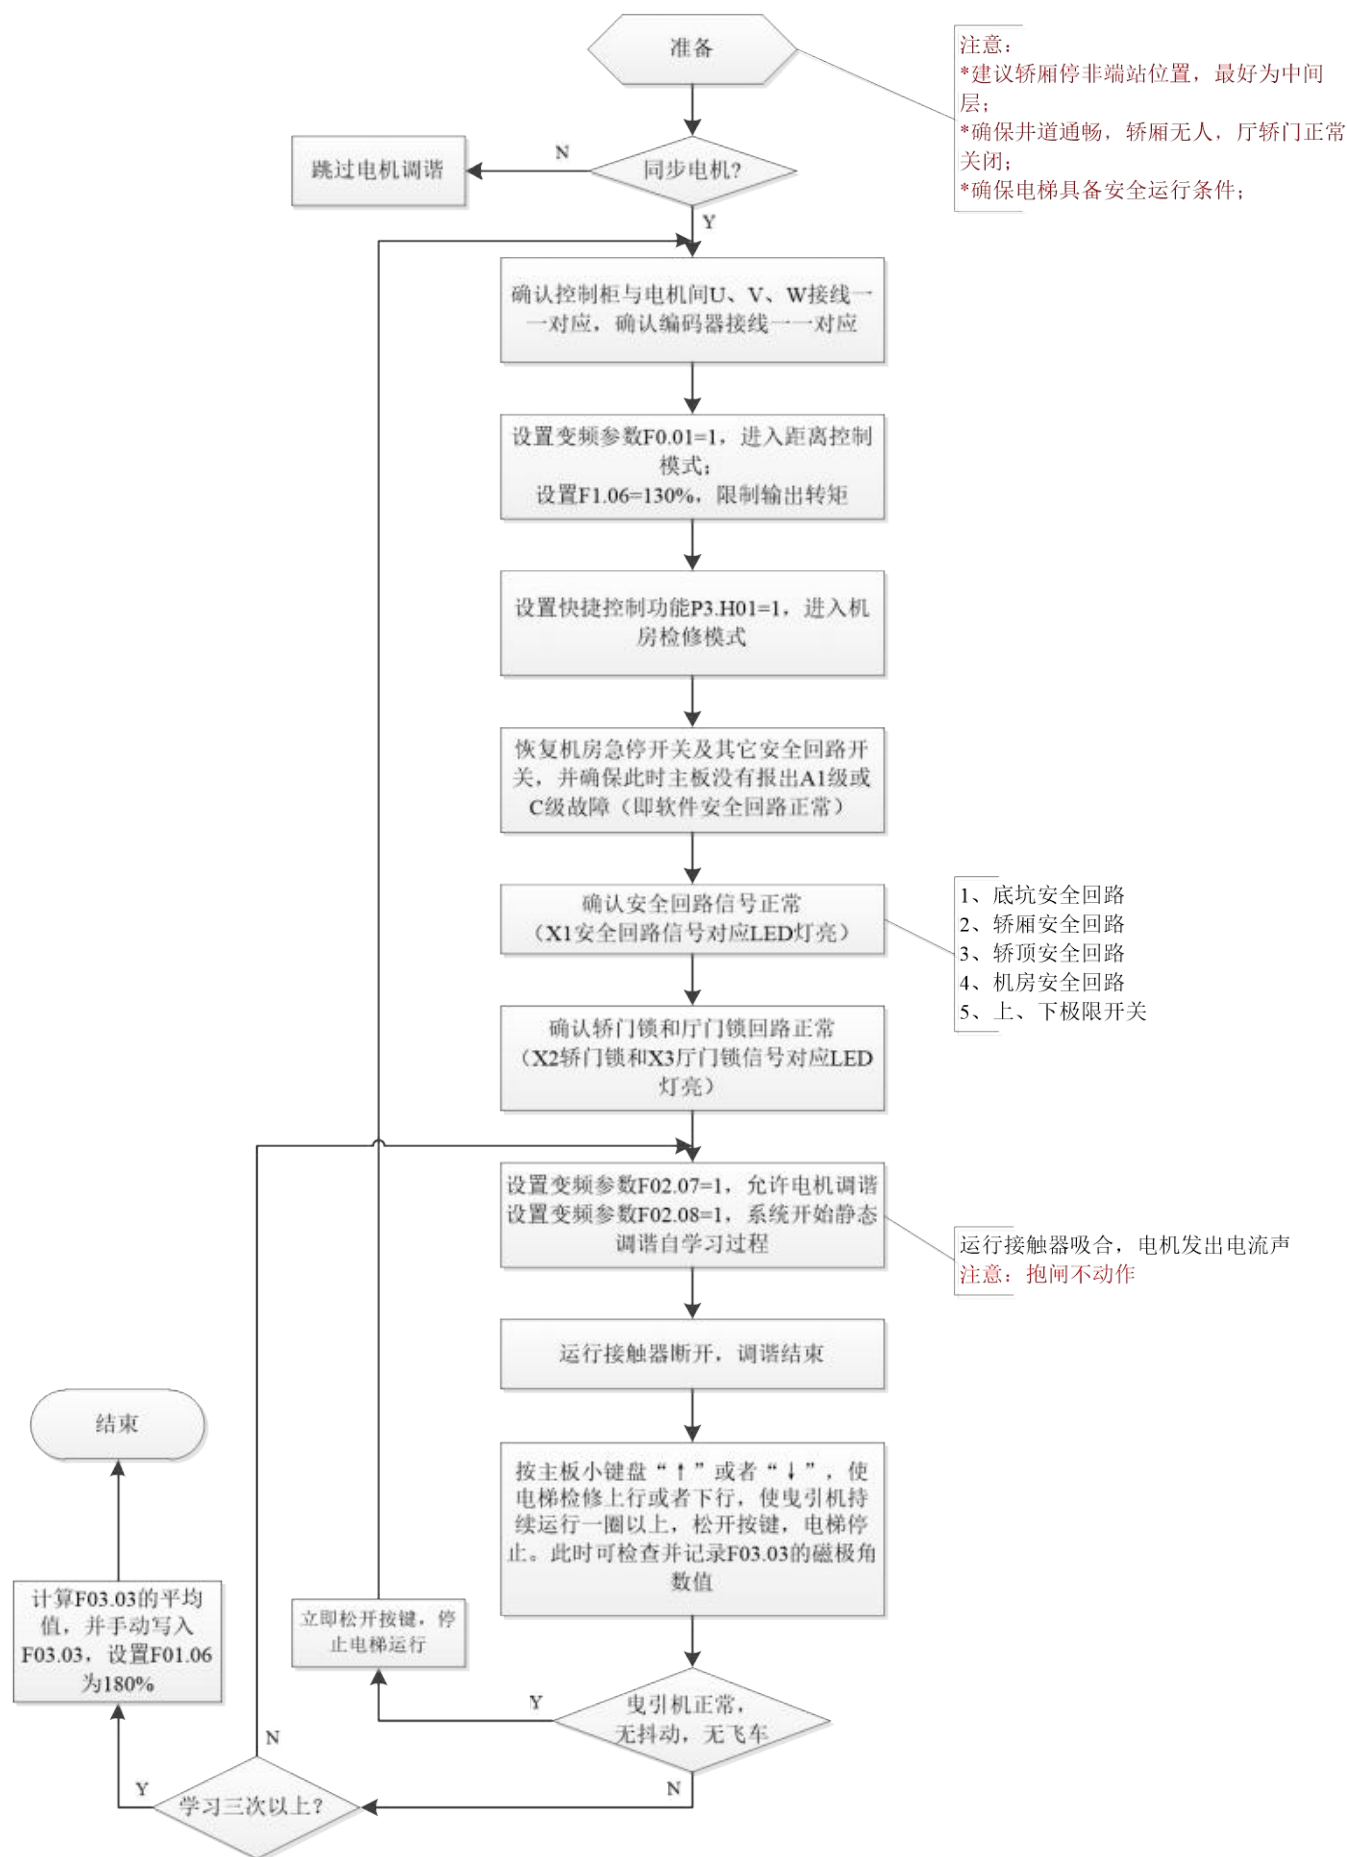 准备
注意：
*建议轿厢停非端站位置，最好为中间
层；
*确保井道通畅，轿厢无人，厅轿门正常
关闭；
*确保电梯具备安全运行条件；
同步电机?
N
跳过电机调谐
Y
确认控制柜与电机间U、V、W接线一
一对应，确认编码器接线一一对应
设置变频参数F0.01=1，进入距离控制
模式；
设置F1.06=130%，限制输出转矩
设置快捷控制功能P3.H01=1，进入机
房检修模式
恢复机房急停开关及其它安全回路开
关，并确保此时主板没有报出A1级或
C级故障（即软件安全回路正常）
确认安全回路信号正常
（X1安全回路信号对应LED灯亮）
1、底坑安全回路
2、轿厢安全回路
3、轿顶安全回路
4、机房安全回路
5、上、下极限开关
确认轿门锁和厅门锁回路正常
（X2轿门锁和X3厅门锁信号对应LED
灯亮）
设置变频参数F02.07=1，允许电机调谐
设置变频参数F02.08=1，系统开始静态
调谐自学习过程
运行接触器吸合，电机发出电流声
注意：抱闸不动作
运行接触器断开，调谐结束
按主板小键盘“↑”或者“↓”，使
电梯检修上行或者下行，使曳引机持
续运行一圈以上，松开按键，电梯停
止。此时可检查并记录F03.03的磁极角
数值
曳引机正常，
无抖动，无飞车
Y
立即松开按键，停
止电梯运行
N
学习三次以上?
N
Y
计算F03.03的平均
值，并手动写入
F03.03，设置F01.06
为180%
结束